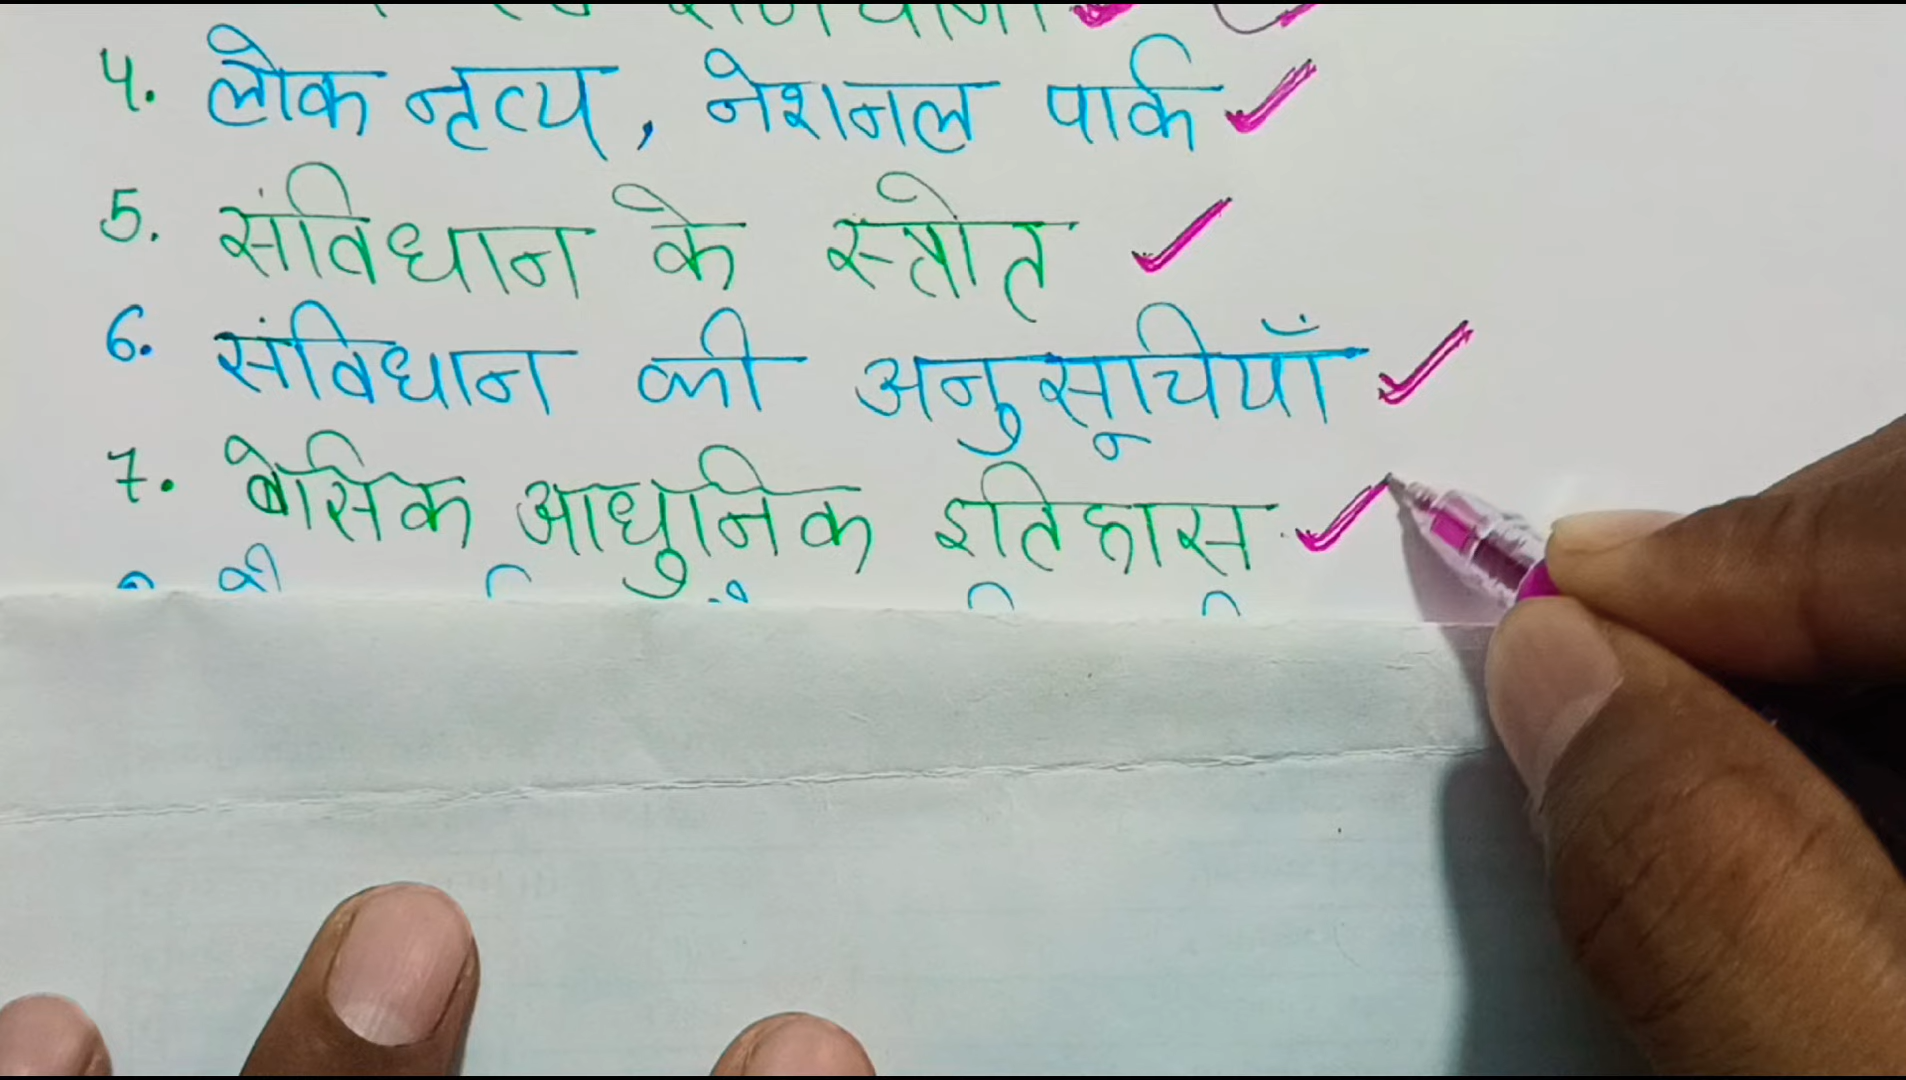 4. लोक नृत्य, नेशनल पार्क
5. संविधान के स्त्रोत
6. संविधान की अनुसूचियाँ
7. बेसिक आधुनिक इतिहास